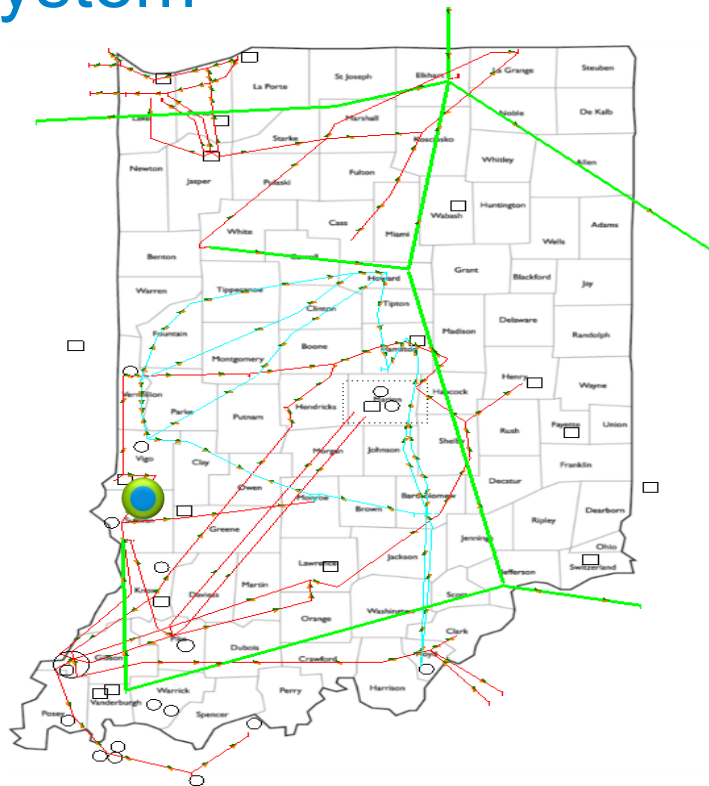 ystem
La Porte
St Joseph
Elkhart
La Grange
Steuben
Lake
Marshall
Noble
De Kalb
Starke
Kosciusko
Newton
Jasper
Pulaski
Fulton
Whitley
Allen
White
Cass
Miami
Wabash
Huntington
Adams
Wells
Benton
Carroll
Howard
Grant
Blackford
Jay
Warren
Tippecanoe
Clinton
Tipton
Fountain
Boone
Hamilton
Madison
Delaware
Randolph
Montgomery
Vermillion
Parke
Putnam
Hendricks
Marion
Hancock
Henry
Wayne
Vigo
Clay
Morgan
Johnson
Shelby
Rush
Fayette
Union
Owen
Monroe
Brown
Bartholomew
Decatur
Franklin
Greene
Jackson
Jennings
Ripley
Dearborn
Ohio
Knox
Daviess
Martin
Lawrence
Jefferson
Switzerland
Orange
Washington
Scott
Clark
Gibson
Pike
Dubois
Crawford
Floyd
Harrison
Posey
Vanderburgh
Warrick
Spencer
Perry